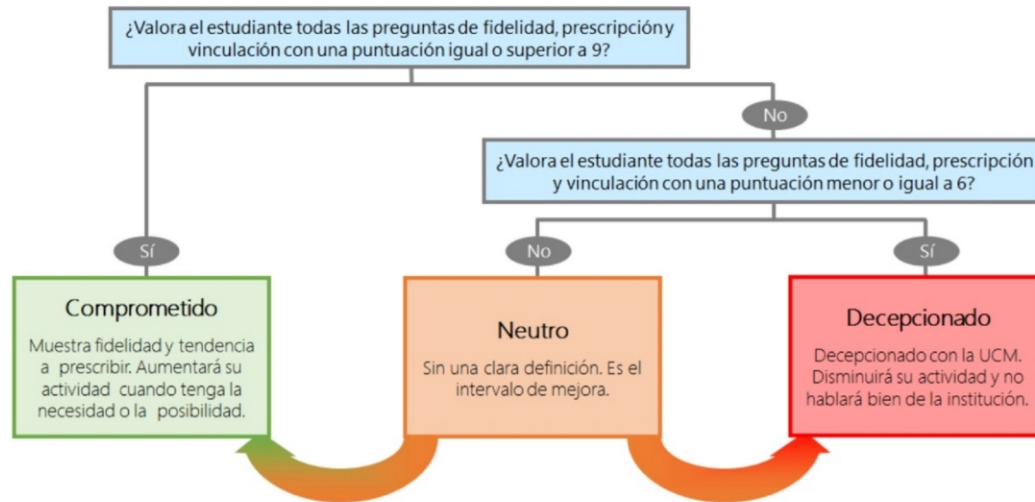 ¿Valora el estudiante todas las preguntas de fidelidad, prescripción y
vinculación con una puntuación igual o superior a 9?
No
¿Valora el estudiante todas las preguntas de fidelidad, prescripción
y vinculación con una puntuación menor o igual a 6?
Sí
No
Sí
Comprometido
Muestra fidelidad y tendencia
a prescribir. Aumentará su
actividad cuando tenga la
necesidad o la posibilidad.
Neutro
Sin una clara definición. Es el
intervalo de mejora.
Decepcionado
Decepcionado con la UCM.
Disminuirá su actividad y no
hablará bien de la institución.